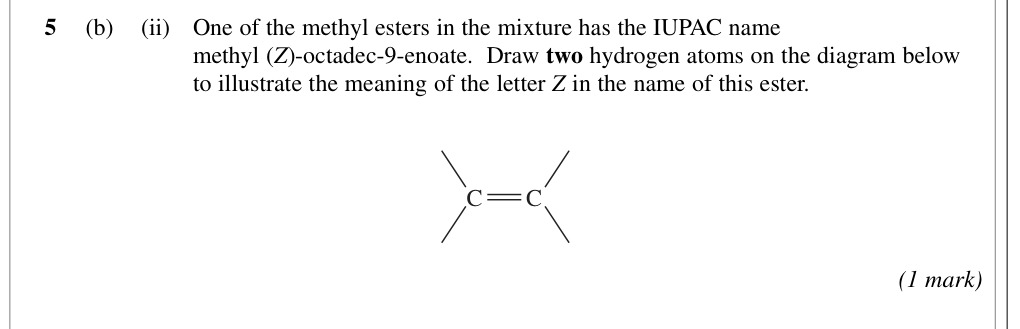 5 (b) (ii) One of the methyl esters in the mixture has the IUPAC name
methyl (Z)-octadec-9-enoate. Draw two hydrogen atoms on the diagram below
to illustrate the meaning of the letter Z in the name of this ester.
C=C
(1 mark)